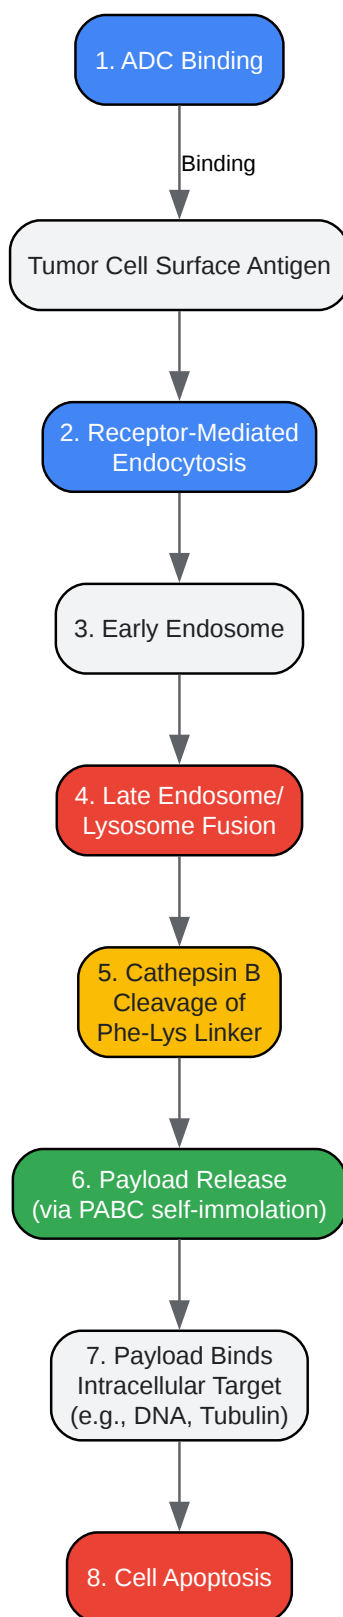 1. ADC Binding
Binding
Tumor Cell Surface Antigen
2. Receptor-Mediated
Endocytosis
3. Early Endosome
4. Late Endosome/
Lysosome Fusion
5. Cathepsin B
Cleavage of
Phe-Lys Linker
6. Payload Release
(via PABC self-immolation)
7. Payload Binds
Intracellular Target
(e.g., DNA, Tubulin)
8. Cell Apoptosis